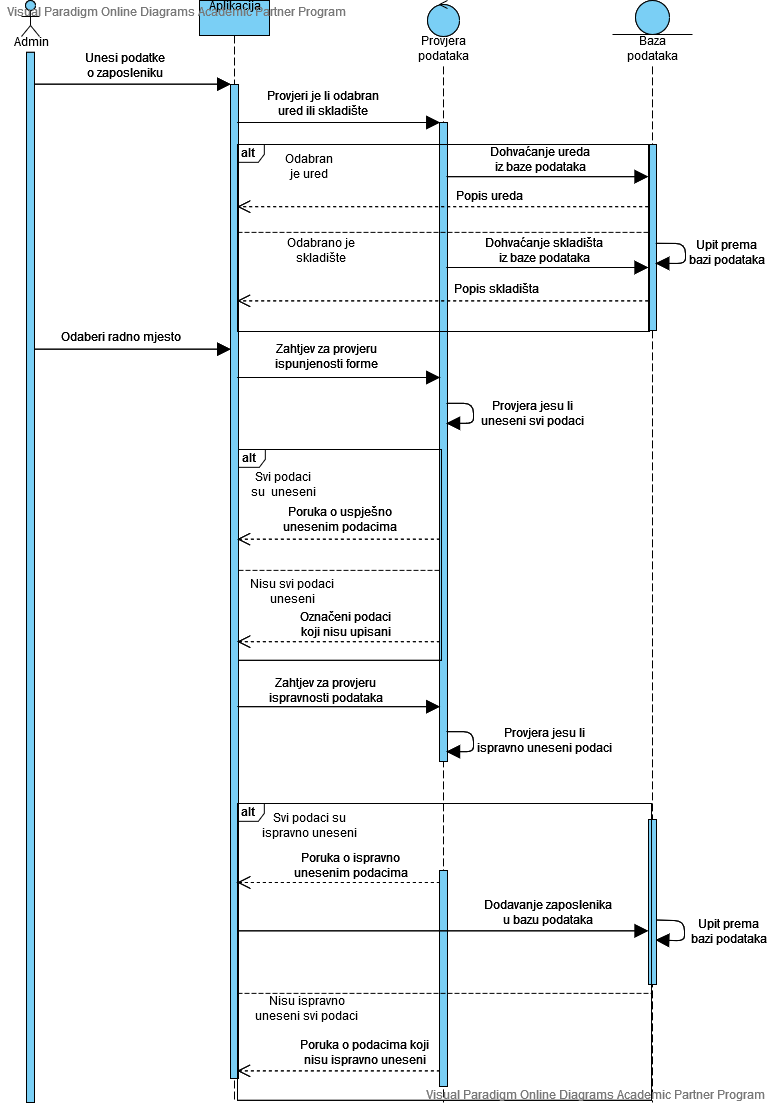 Visual Paradigm Online Diagrams Academic Partner Program
Aplikacija
Admin
Provjera
podataka
Baza
podataka
Unesi podatke
o zaposleniku
Provjeri je li odabran
ured ili skladište
alt
Odabran
je ured
Dohvaćanje ureda
iz baze podataka
Popis ureda
Odabrano je
skladište
Dohvaćanje skladišta
iz baze podataka
Upit prema
bazi podataka
Popis skladišta
Odaberi radno mjesto
Zahtjev za provjeru
ispunjenosti forme
Provjera jesu li
uneseni svi podaci
alt
Svi podaci
su uneseni
Poruka o uspješno
unesenim podacima
Nisu svi podaci
uneseni
Označeni podaci
koji nisu upisani
Zahtjev za provjeru
ispravnosti podataka
Provjera jesu li
ispravno uneseni podaci
alt
Svi podaci su
ispravno uneseni
Poruka o ispravno
unesenim podacima
Dodavanje zaposlenika
u bazu podataka
Upit prema
bazi podataka
Nisu ispravno
uneseni svi podaci
Poruka o podacima koji
nisu ispravno uneseni
Visual Paradigm Online Diagrams Academic Partner Program